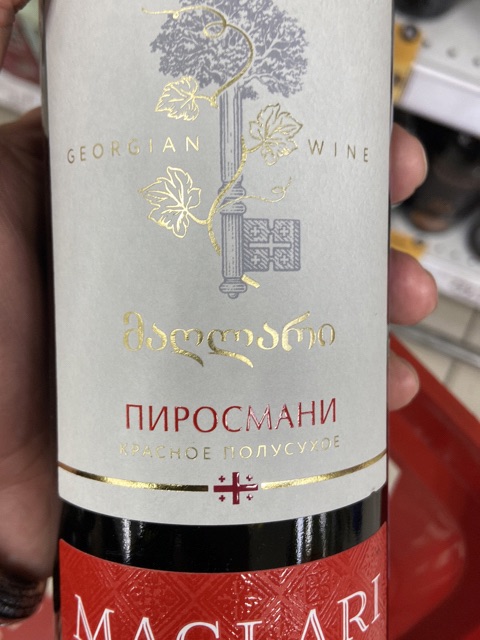 GEORGIAN WINE
მაღლარი
ПИРОСМАНИ
КРАСНОЕ ПОЛУСУХОЕ
MAGLARI